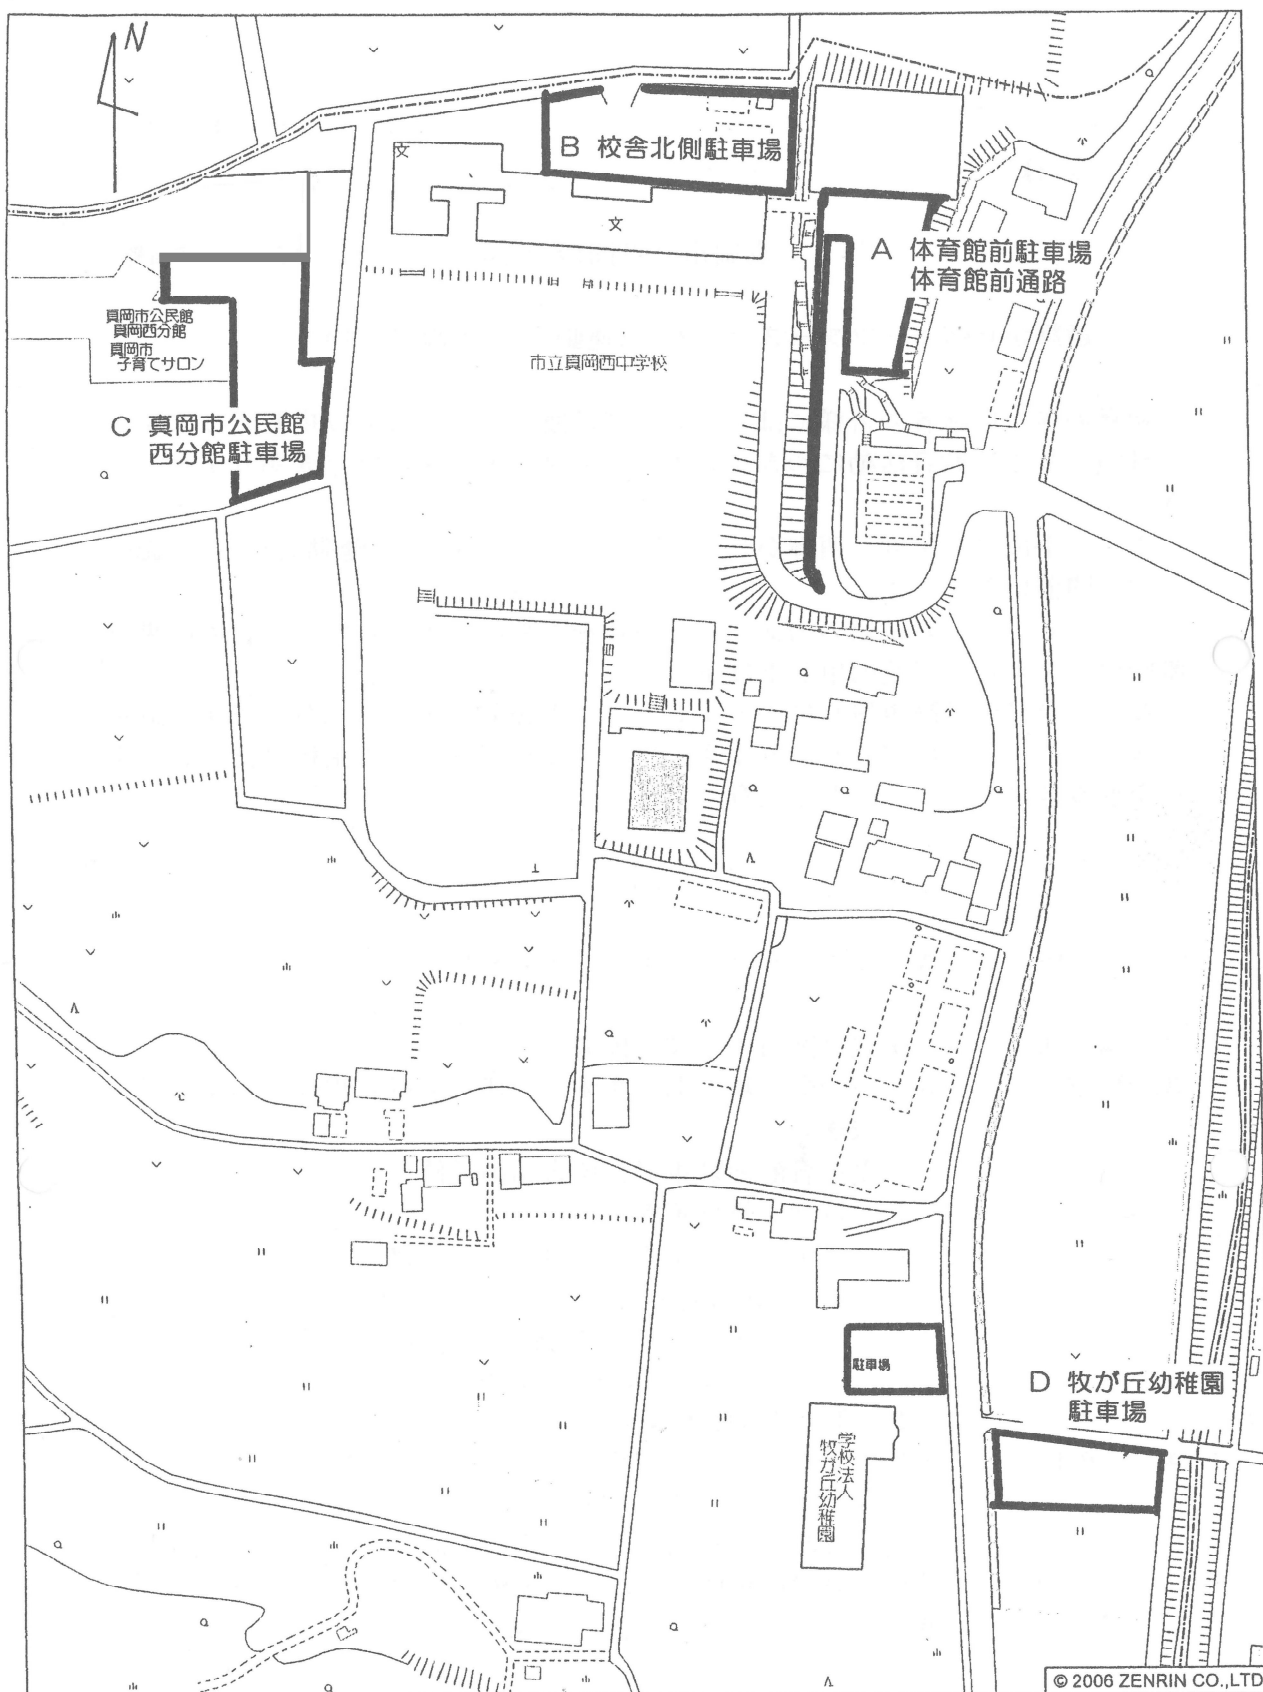 N
文
B 校舎北側駐車場
文
A 体育館前駐車場
体育館前通路
真岡市公民館
真岡西分館
真岡市
子育てサロン
市立真岡西中学校
C 真岡市公民館
西分館駐車場
駐車場
D 牧が丘幼稚園
駐車場
学校法人
牧が丘幼稚園
© 2006 ZENRIN CO.,LTD